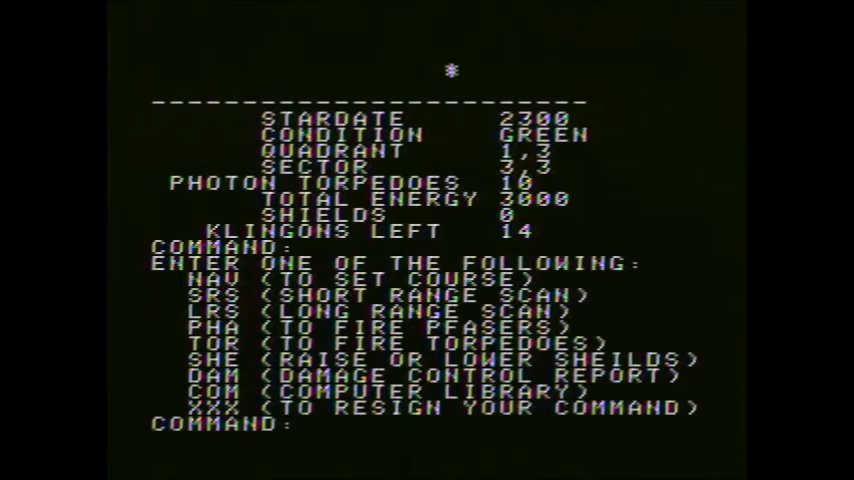 *
------------------------
STARDATE 2300
CONDITION GREEN
QUADRANT 1,3
SECTOR 3,3
PHOTON TORPEDOES 10
TOTAL ENERGY 3000
SHIELDS 0
KLINGONS LEFT 14
COMMAND:
ENTER ONE OF THE FOLLOWING:
NAV (TO SET COURSE)
SRS (SHORT RANGE SCAN)
LRS (LONG RANGE SCAN)
PHA (TO FIRE PFASERS)
TOR (TO FIRE TORPEDOES)
SHE (RAISE OR LOWER SHEILDS)
DAM (DAMAGE CONTROL REPORT)
COM (COMPUTER LIBRARY)
XXX (TO RESIGN YOUR COMMAND)
COMMAND: